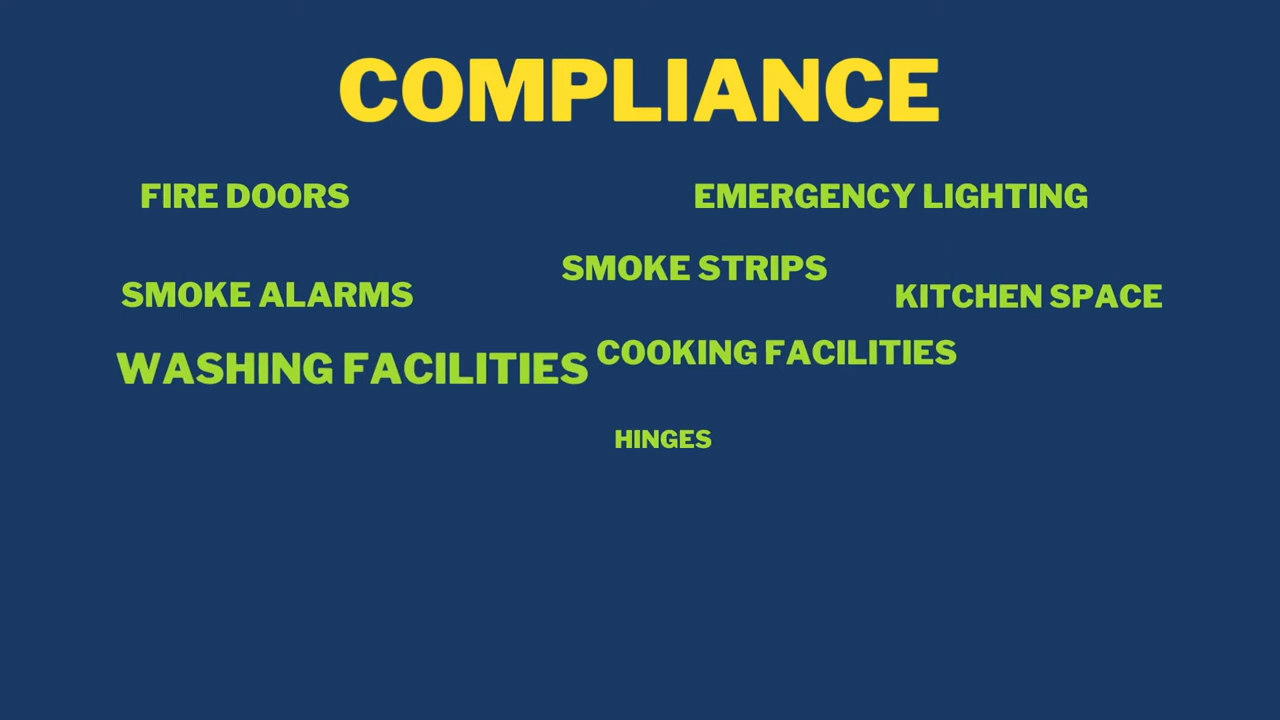 COMPLIANCE
FIRE DOORS
EMERGENCY LIGHTING
SMOKE STRIPS
SMOKE ALARMS
KITCHEN SPACE
WASHING FACILITIES
COOKING FACILITIES
HINGES